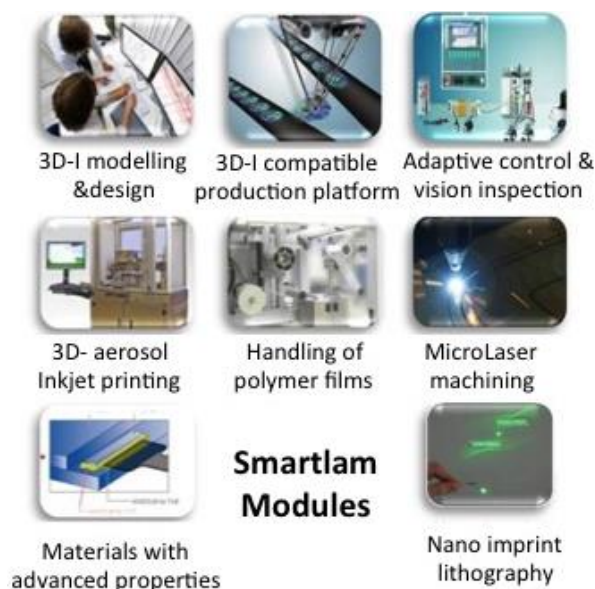 3D-I modelling
&design
3D-I compatible
production platform
Adaptive control &
vision inspection
3D- aerosol
Inkjet printing
Handling of
polymer films
MicroLaser
machining
Smartlam
Modules
Materials with
advanced properties
Nano imprint
lithography